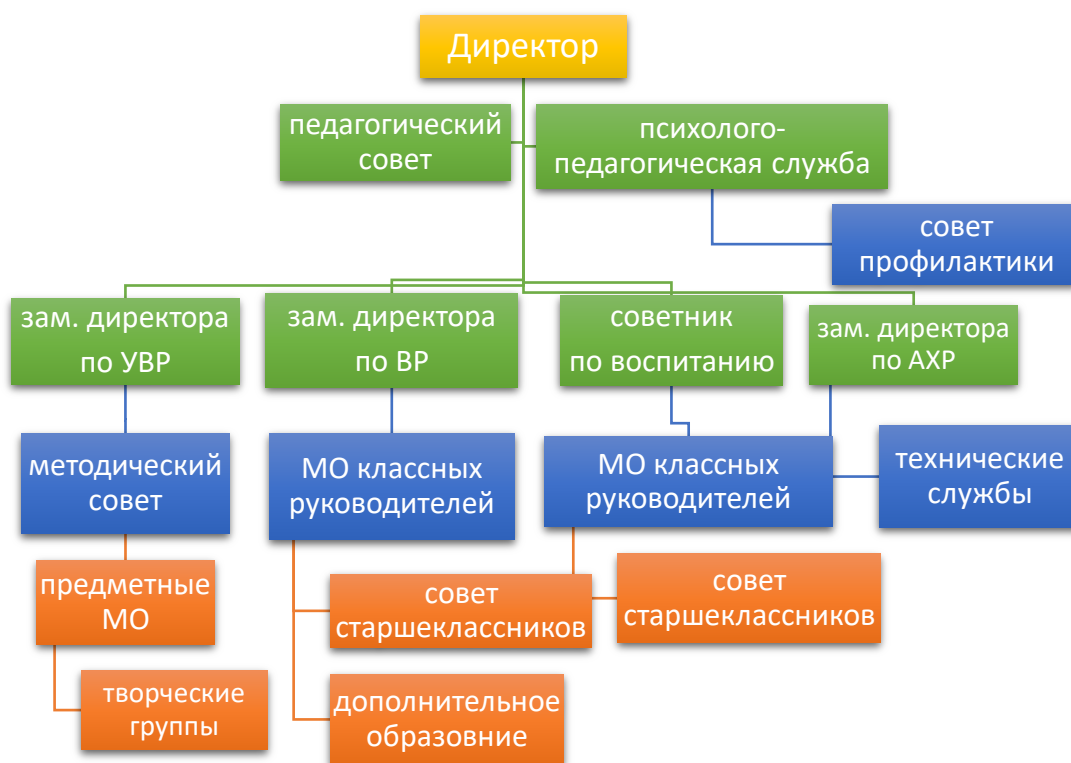 Директор
педагогический
совет
психолого-
педагогическая служба
совет
профилактики
зам. директора
по УВР
зам. директора
по ВР
советник
по воспитанию
зам. директора
по АХР
методический
совет
МО классных
руководителей
МО классных
руководителей
технические
службы
предметные
МО
совет
старшеклассников
совет
старшеклассников
творческие
группы
дополнительное
образовние